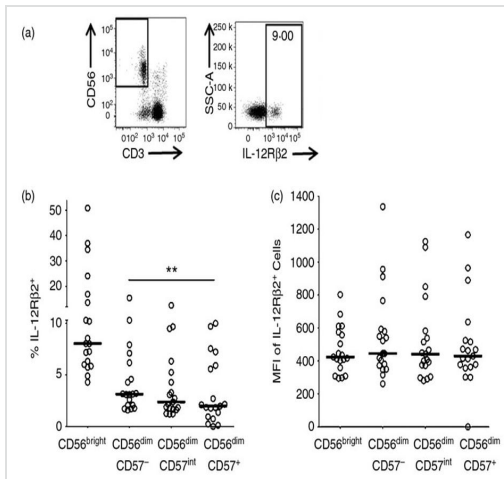 (a)
CD56
10⁵
10⁴
10³
10²
0
0 10² 10³ 10⁴ 10⁵
CD3
SSC-A
250 k
200 k
150 k
100 k
50 k
0
9·00
0 10² 10³ 10⁴ 10⁵
IL-12Rβ2
(b)
% IL-12Rβ2⁺
50
40
30
20
10
5
0
**
CD56bright
CD56dim CD57⁻
CD56dim CD57int
CD56dim CD57⁺
(c)
MFI of IL-12Rβ2⁺ Cells
1400
1200
1000
800
600
400
200
0
CD56bright
CD56dim CD57⁻
CD56dim CD57int
CD56dim CD57⁺